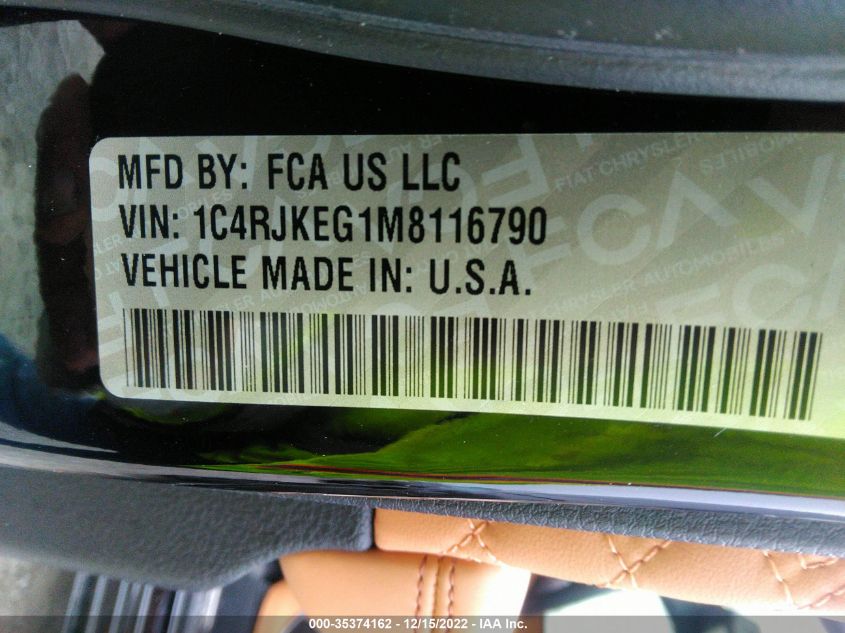 MFD BY: FCA US LLC
VIN: 1C4RJKEG1M8116790
VEHICLE MADE IN: U.S.A.
000-35374162 - 12/15/2022 - IAA Inc.